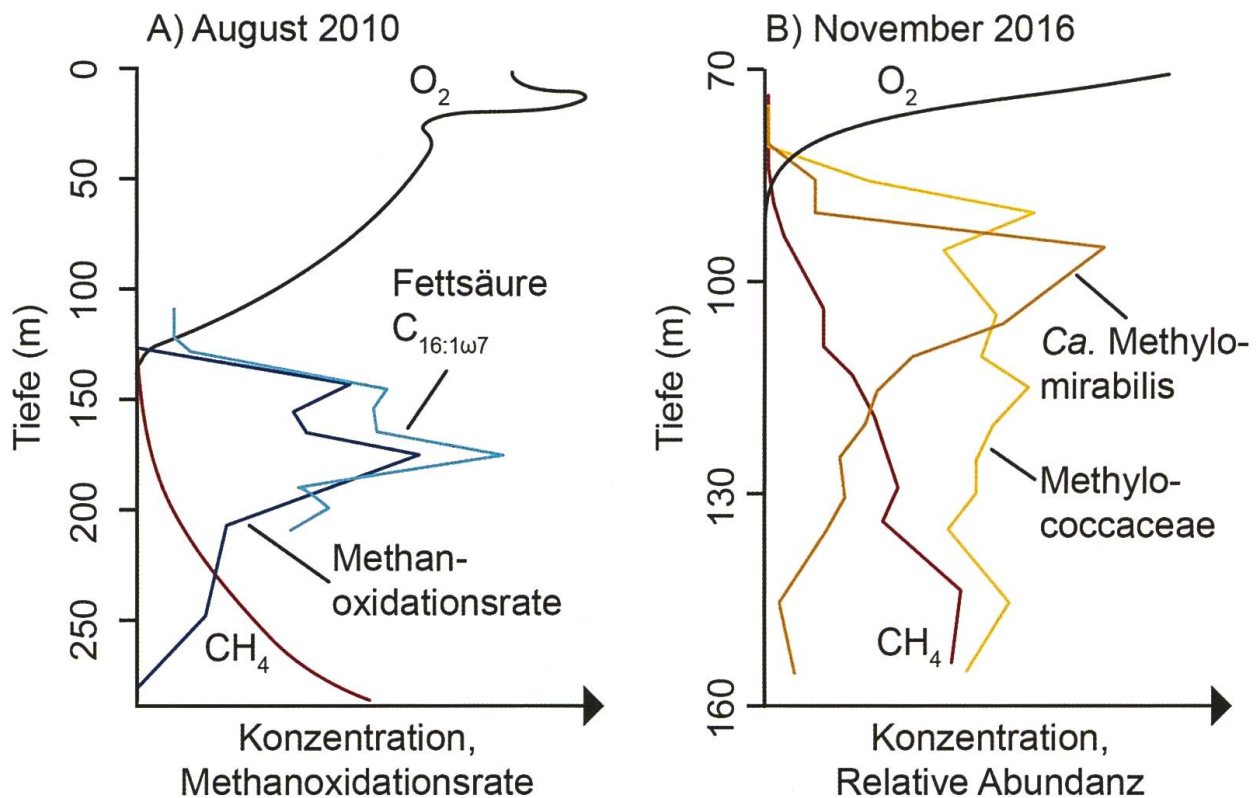 A) August 2010
O₂
0
50
100
150
200
250
Tiefe (m)
Fettsäure
C₁₆:₁ω₇
Methan-
oxidationsrate
CH₄
Konzentration,
Methanoxidationsrate
B) November 2016
O₂
70
100
130
160
Tiefe (m)
Ca. Methylo-
mirabilis
Methylo-
coccaceae
CH₄
Konzentration,
Relative Abundanz